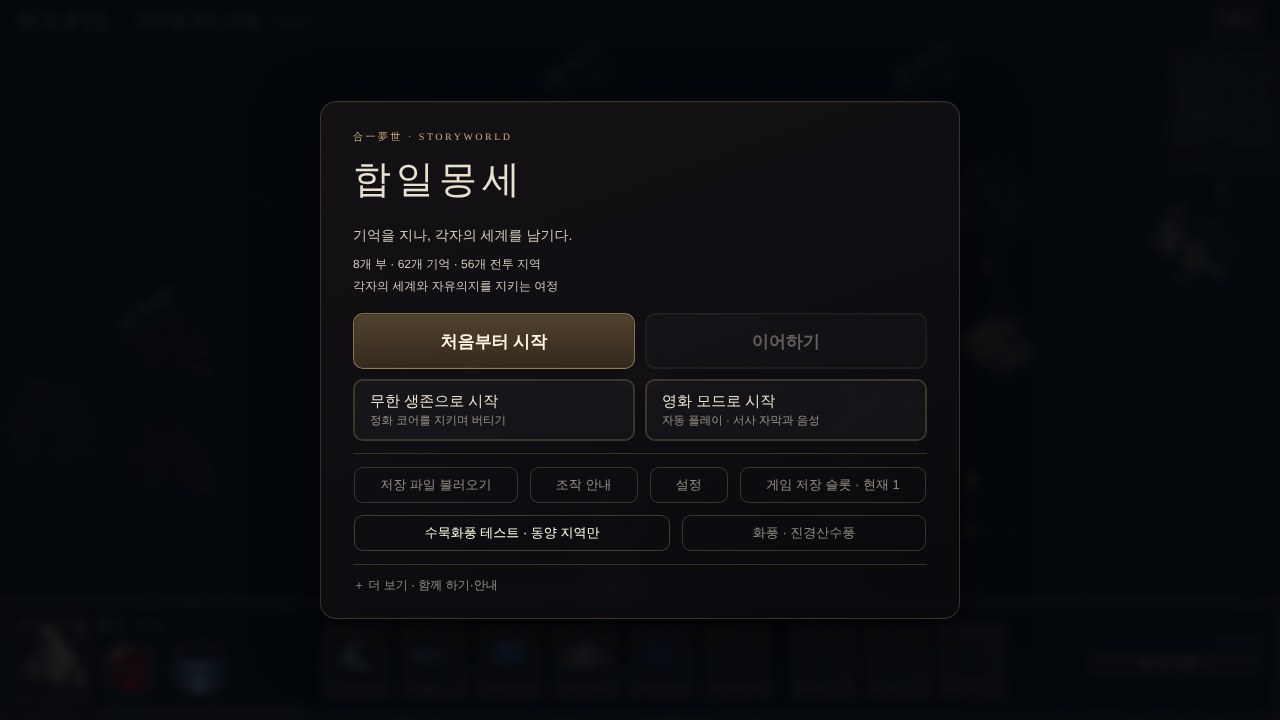 合一夢世 · STORYWORLD
합일몽세
기억을 지나, 각자의 세계를 남기다.
8개 부 · 62개 기억 · 56개 전투 지역
각자의 세계와 자유의지를 지키는 여정
처음부터 시작
이어하기
무한 생존으로 시작
정화 코어를 지키며 버티기
영화 모드로 시작
자동 플레이 · 서사 자막과 음성
저장 파일 불러오기
조작 안내
설정
게임 저장 슬롯 · 현재 1
수묵화풍 테스트 · 동양 지역만
화풍 · 진경산수풍
+ 더 보기 · 함께 하기·안내